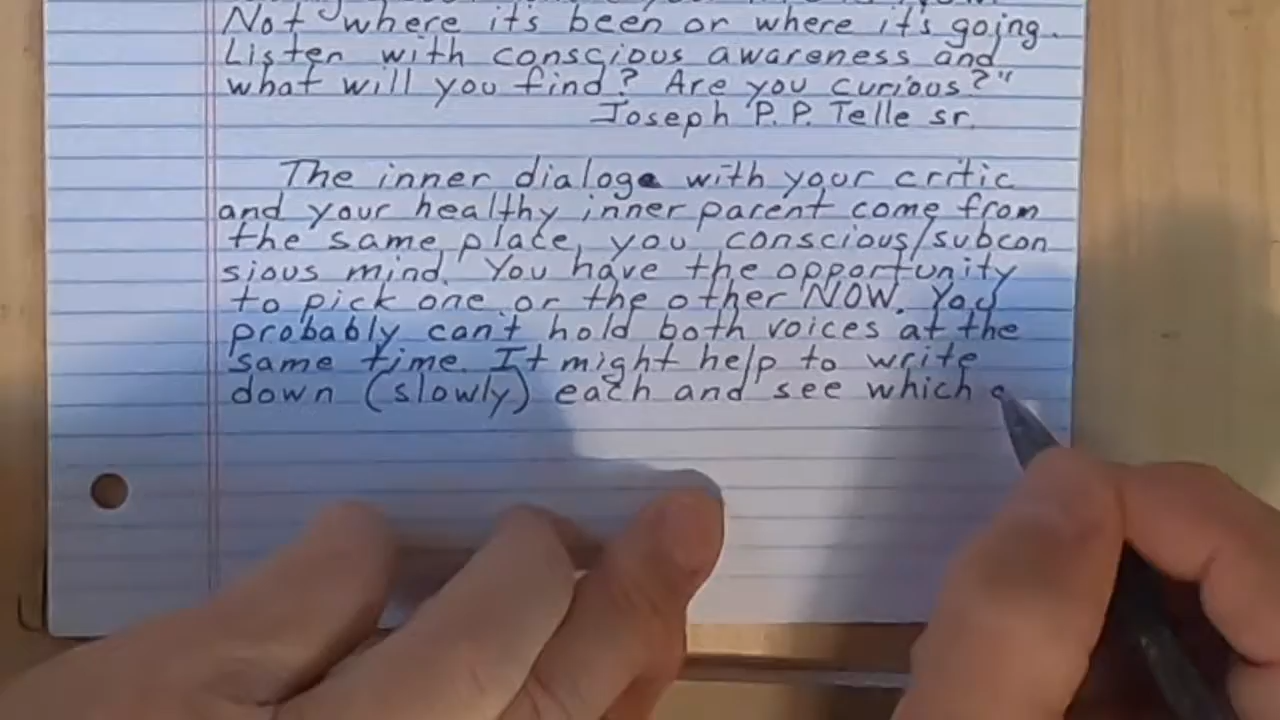 Not where it's been or where it's going.
Listen with conscious awareness and
what will you find? Are you curious?"
Joseph P. P. Telle sr.
The inner dialoge with your critic
and your healthy inner parent come from
the same place, you conscious/subcon
sious mind. You have the opportunity
to pick one or the other NOW. You
probably can't hold both voices at the
same time. It might help to write
down (slowly) each and see which